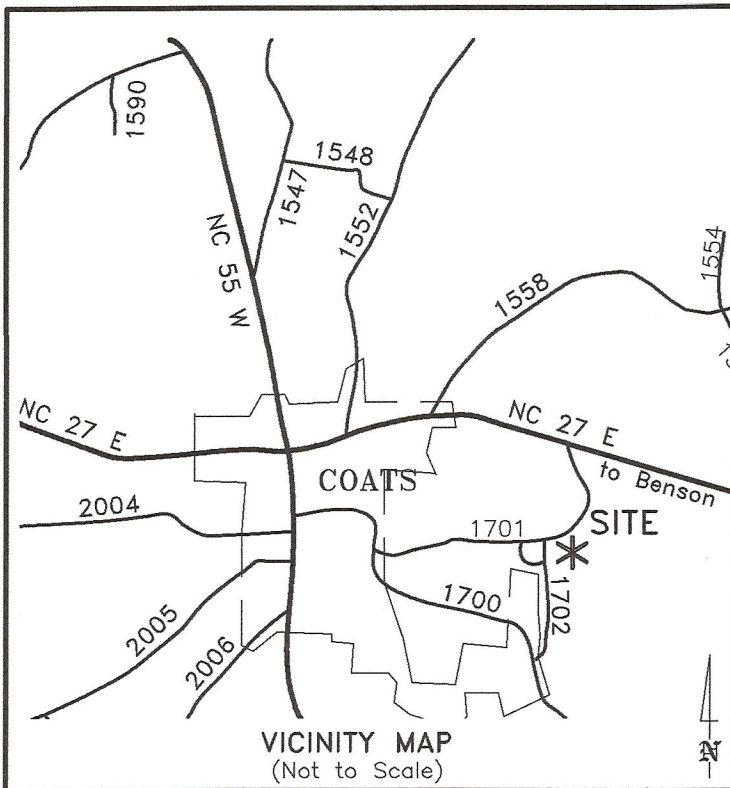 1590
1548
1547
1552
NC 55 W
1554
1558
NC 27 E
NC 27 E
to Benson
COATS
2004
1701
SITE
1700
1702
2005
2006
VICINITY MAP
(Not to Scale)
N